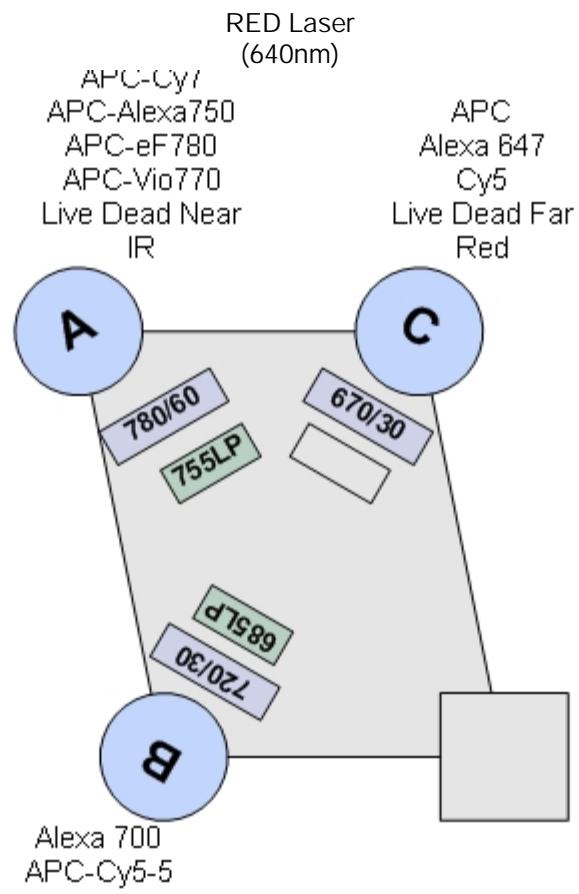 RED Laser
(640nm)
APC-Cy7
APC-Alexa750
APC-eF780
APC-Vio770
Live Dead Near
IR
APC
Alexa 647
Cy5
Live Dead Far
Red
A
C
780/60
755LP
670/30
685LP
720/30
B
Alexa 700
APC-Cy5-5